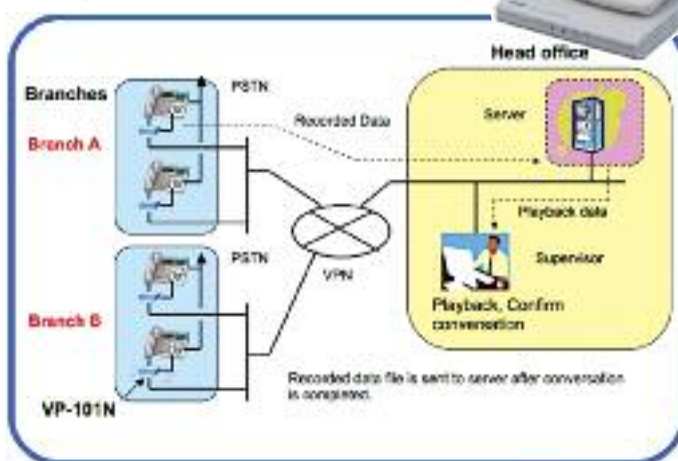 Head office
Branches
PSTN
Server
Recorded Data
Branch A
Playback data
PSTN
VPN
Supervisor
Branch B
Playback, Confirm
conversation
Recorded data file is sent to server after conversation
is completed.
VP-101N